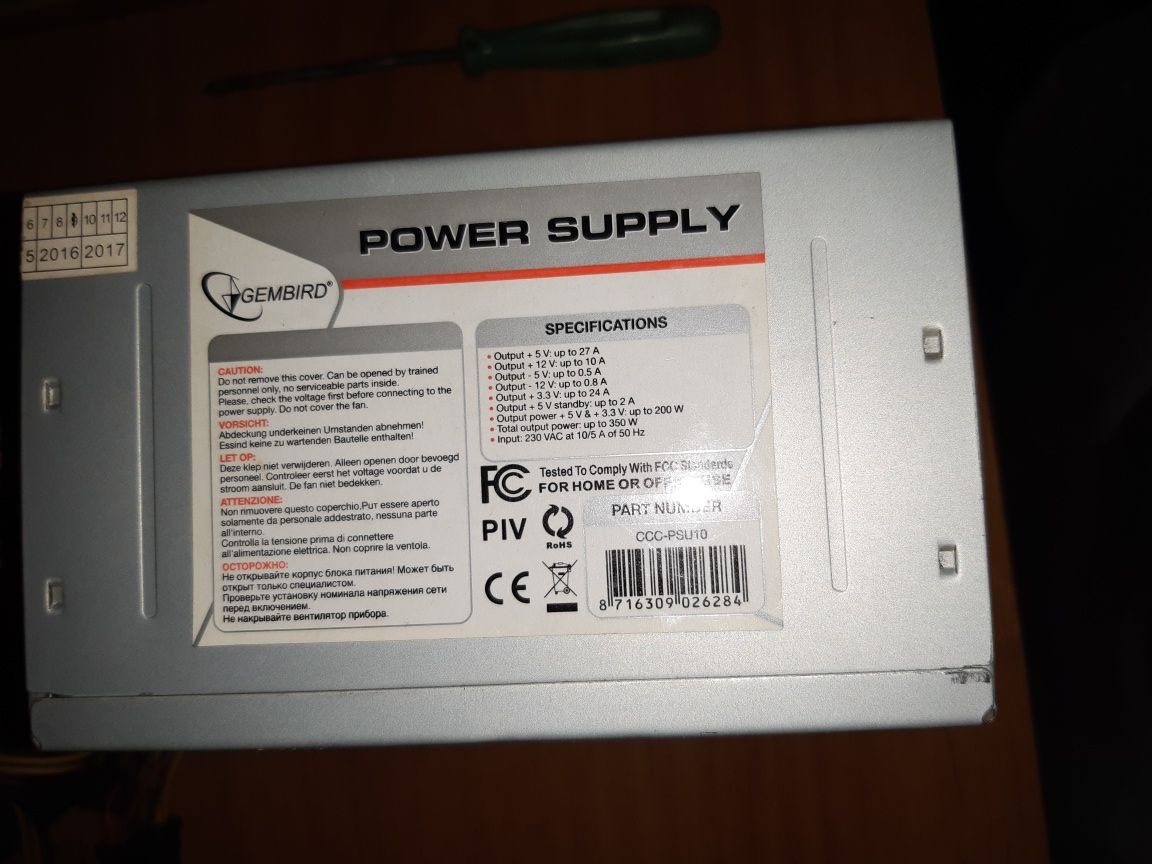 6 7 8 10 11 12
5 2016 2017
POWER SUPPLY
GEMBIRD®
CAUTION:
Do not remove this cover. Can be opened by trained
personnel only, no serviceable parts inside.
Please, check the voltage first before connecting to the
power supply. Do not cover the fan.
VORSICHT:
Abdeckung underkeinen Umstanden abnehmen!
Essind keine zu wartenden Bautelle enthalten!
LET OP:
Deze klep niet verwijderen. Alleen openen door bevoegd
personeel. Controleer eerst het voltage voordat u de
stroom aansluit. De fan niet bedekken.
ATTENZIONE:
Non rimuovere questo coperchio,Pur essere aperto
solamente da personale addestrato, nessuna parte
all'interno.
Controlla la tensione prima di connettere
all'alimentazione elettrica. Non coprire la ventola.
ОСТОРОЖНО:
Не открывайте корпус блока питания! Может быть
открыт только специалистом.
Проверьте установку номинала напряжения сети
перед включением.
Не накрывайте вентилятор прибора.
SPECIFICATIONS
• Output + 5 V: up to 27 A
• Output + 12 V: up to 10 A
• Output - 5 V: up to 0.5 A
• Output - 12 V: up to 0.8 A
• Output + 3.3 V: up to 24 A
• Output + 5 V standby: up to 2 A
• Output power + 5 V & + 3.3 V: up to 200 W
• Total output power: up to 350 W
• Input: 230 VAC at 10/5 A of 50 Hz
FC Tested To Comply With FCC Standards
FOR HOME OR OFFICE USE
PIV
RoHS
CE
PART NUMBER
CCC-PSU10
8 716309 026284